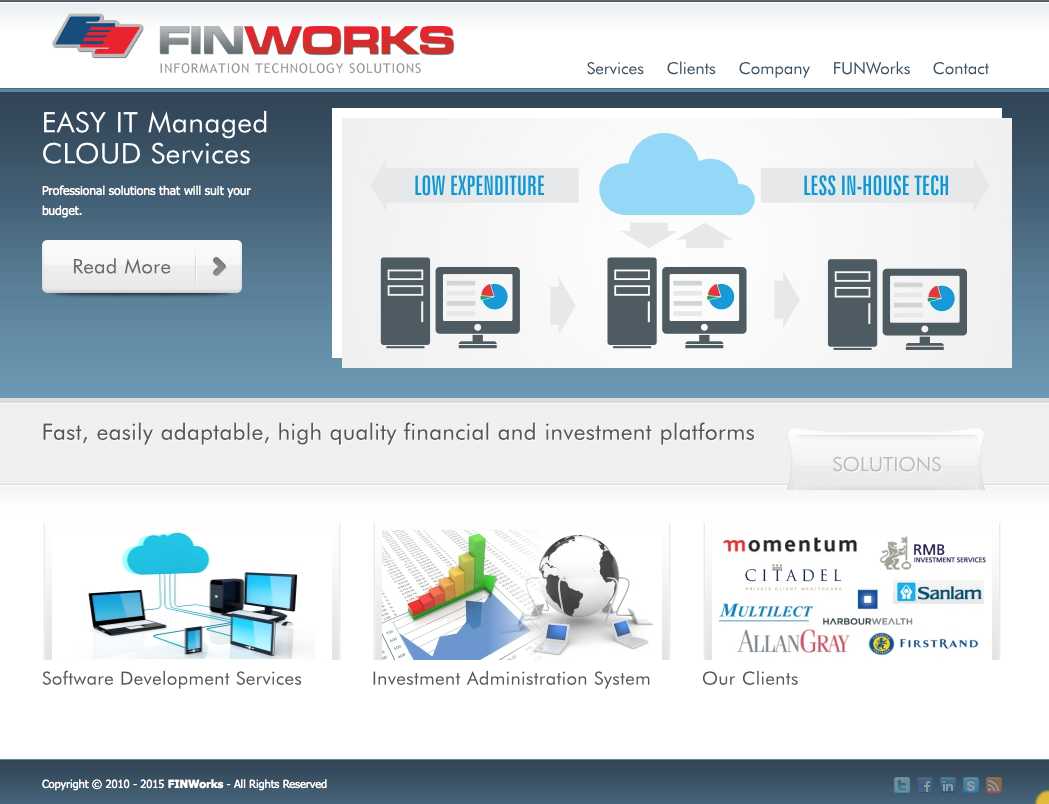 FINWORKS
INFORMATION TECHNOLOGY SOLUTIONS
Services Clients Company FUNWorks Contact
EASY IT Managed
CLOUD Services
Professional solutions that will suit your
budget.
Read More
LOW EXPENDITURE
LESS IN-HOUSE TECH
Fast, easily adaptable, high quality financial and investment platforms
SOLUTIONS
momentum
RMB
INVESTMENT SERVICES
CITADEL
Sanlam
MULTILECT
HARBOURWEALTH
ALLANGRAY
FIRSTRAND
Software Development Services
Investment Administration System
Our Clients
Copyright © 2010 - 2015 FINWorks - All Rights Reserved